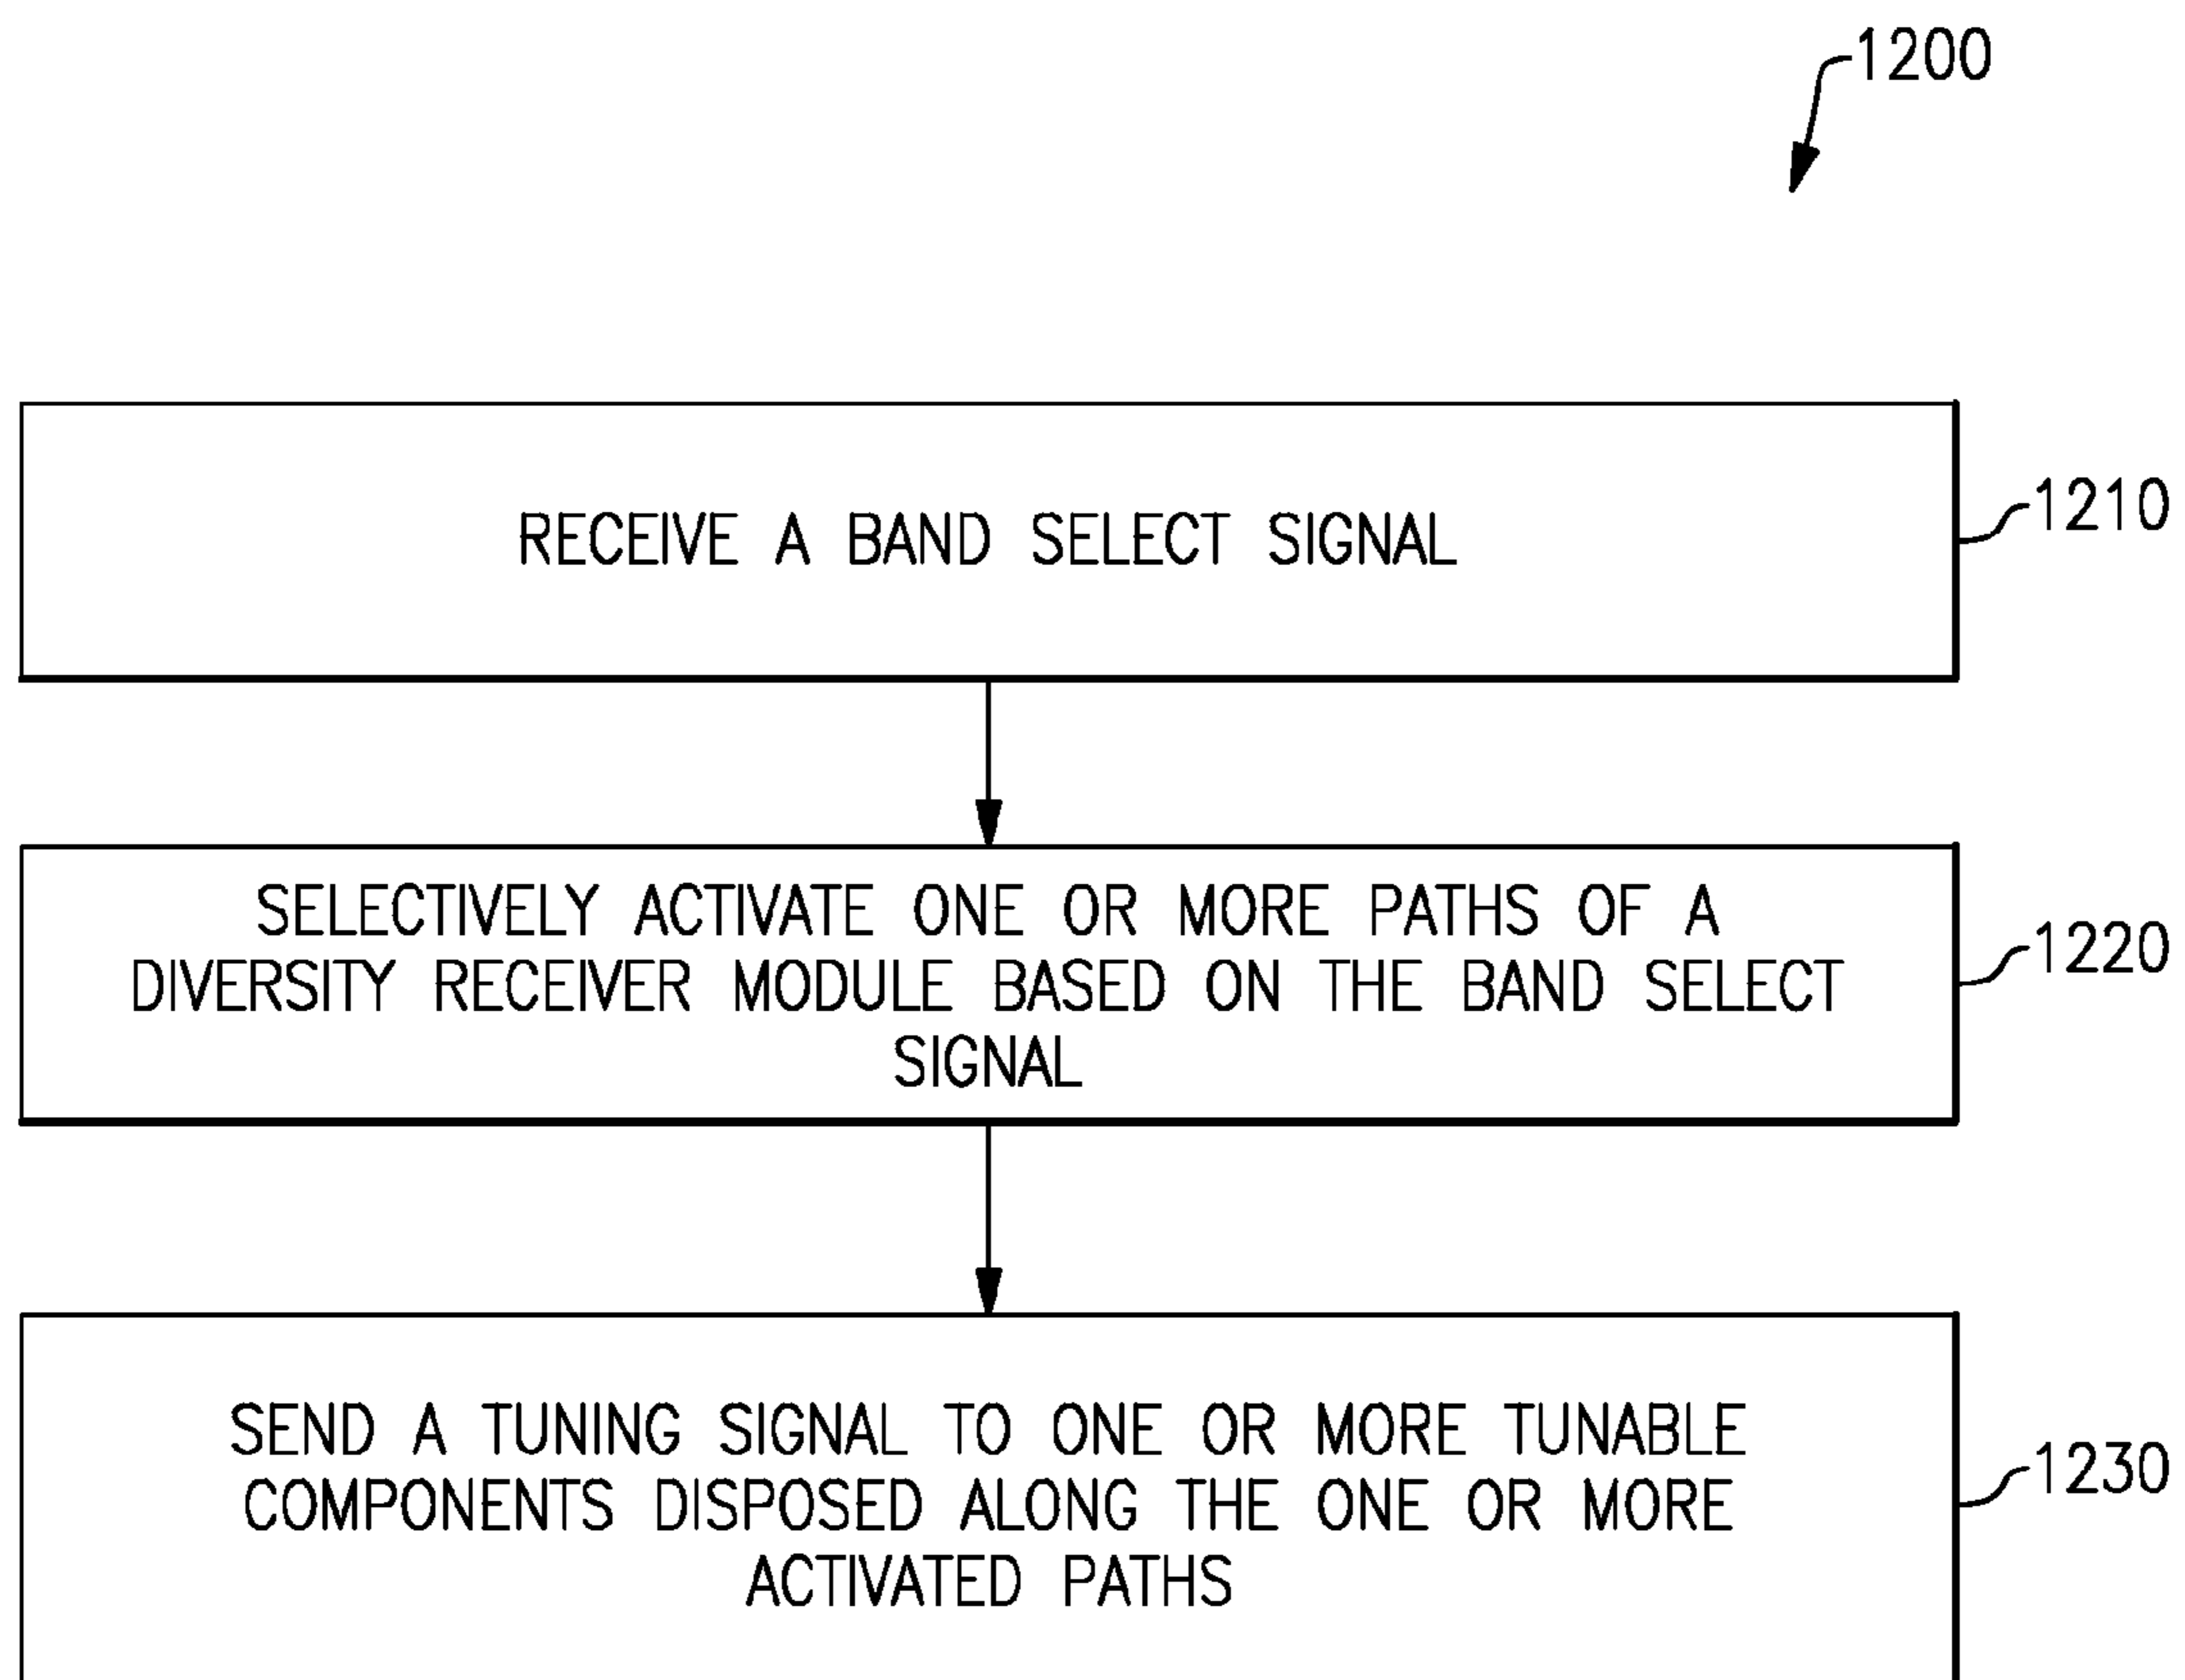 1200
RECEIVE A BAND SELECT SIGNAL
1210
SELECTIVELY ACTIVATE ONE OR MORE PATHS OF A
DIVERSITY RECEIVER MODULE BASED ON THE BAND SELECT
SIGNAL
1220
SEND A TUNING SIGNAL TO ONE OR MORE TUNABLE
COMPONENTS DISPOSED ALONG THE ONE OR MORE
ACTIVATED PATHS
1230